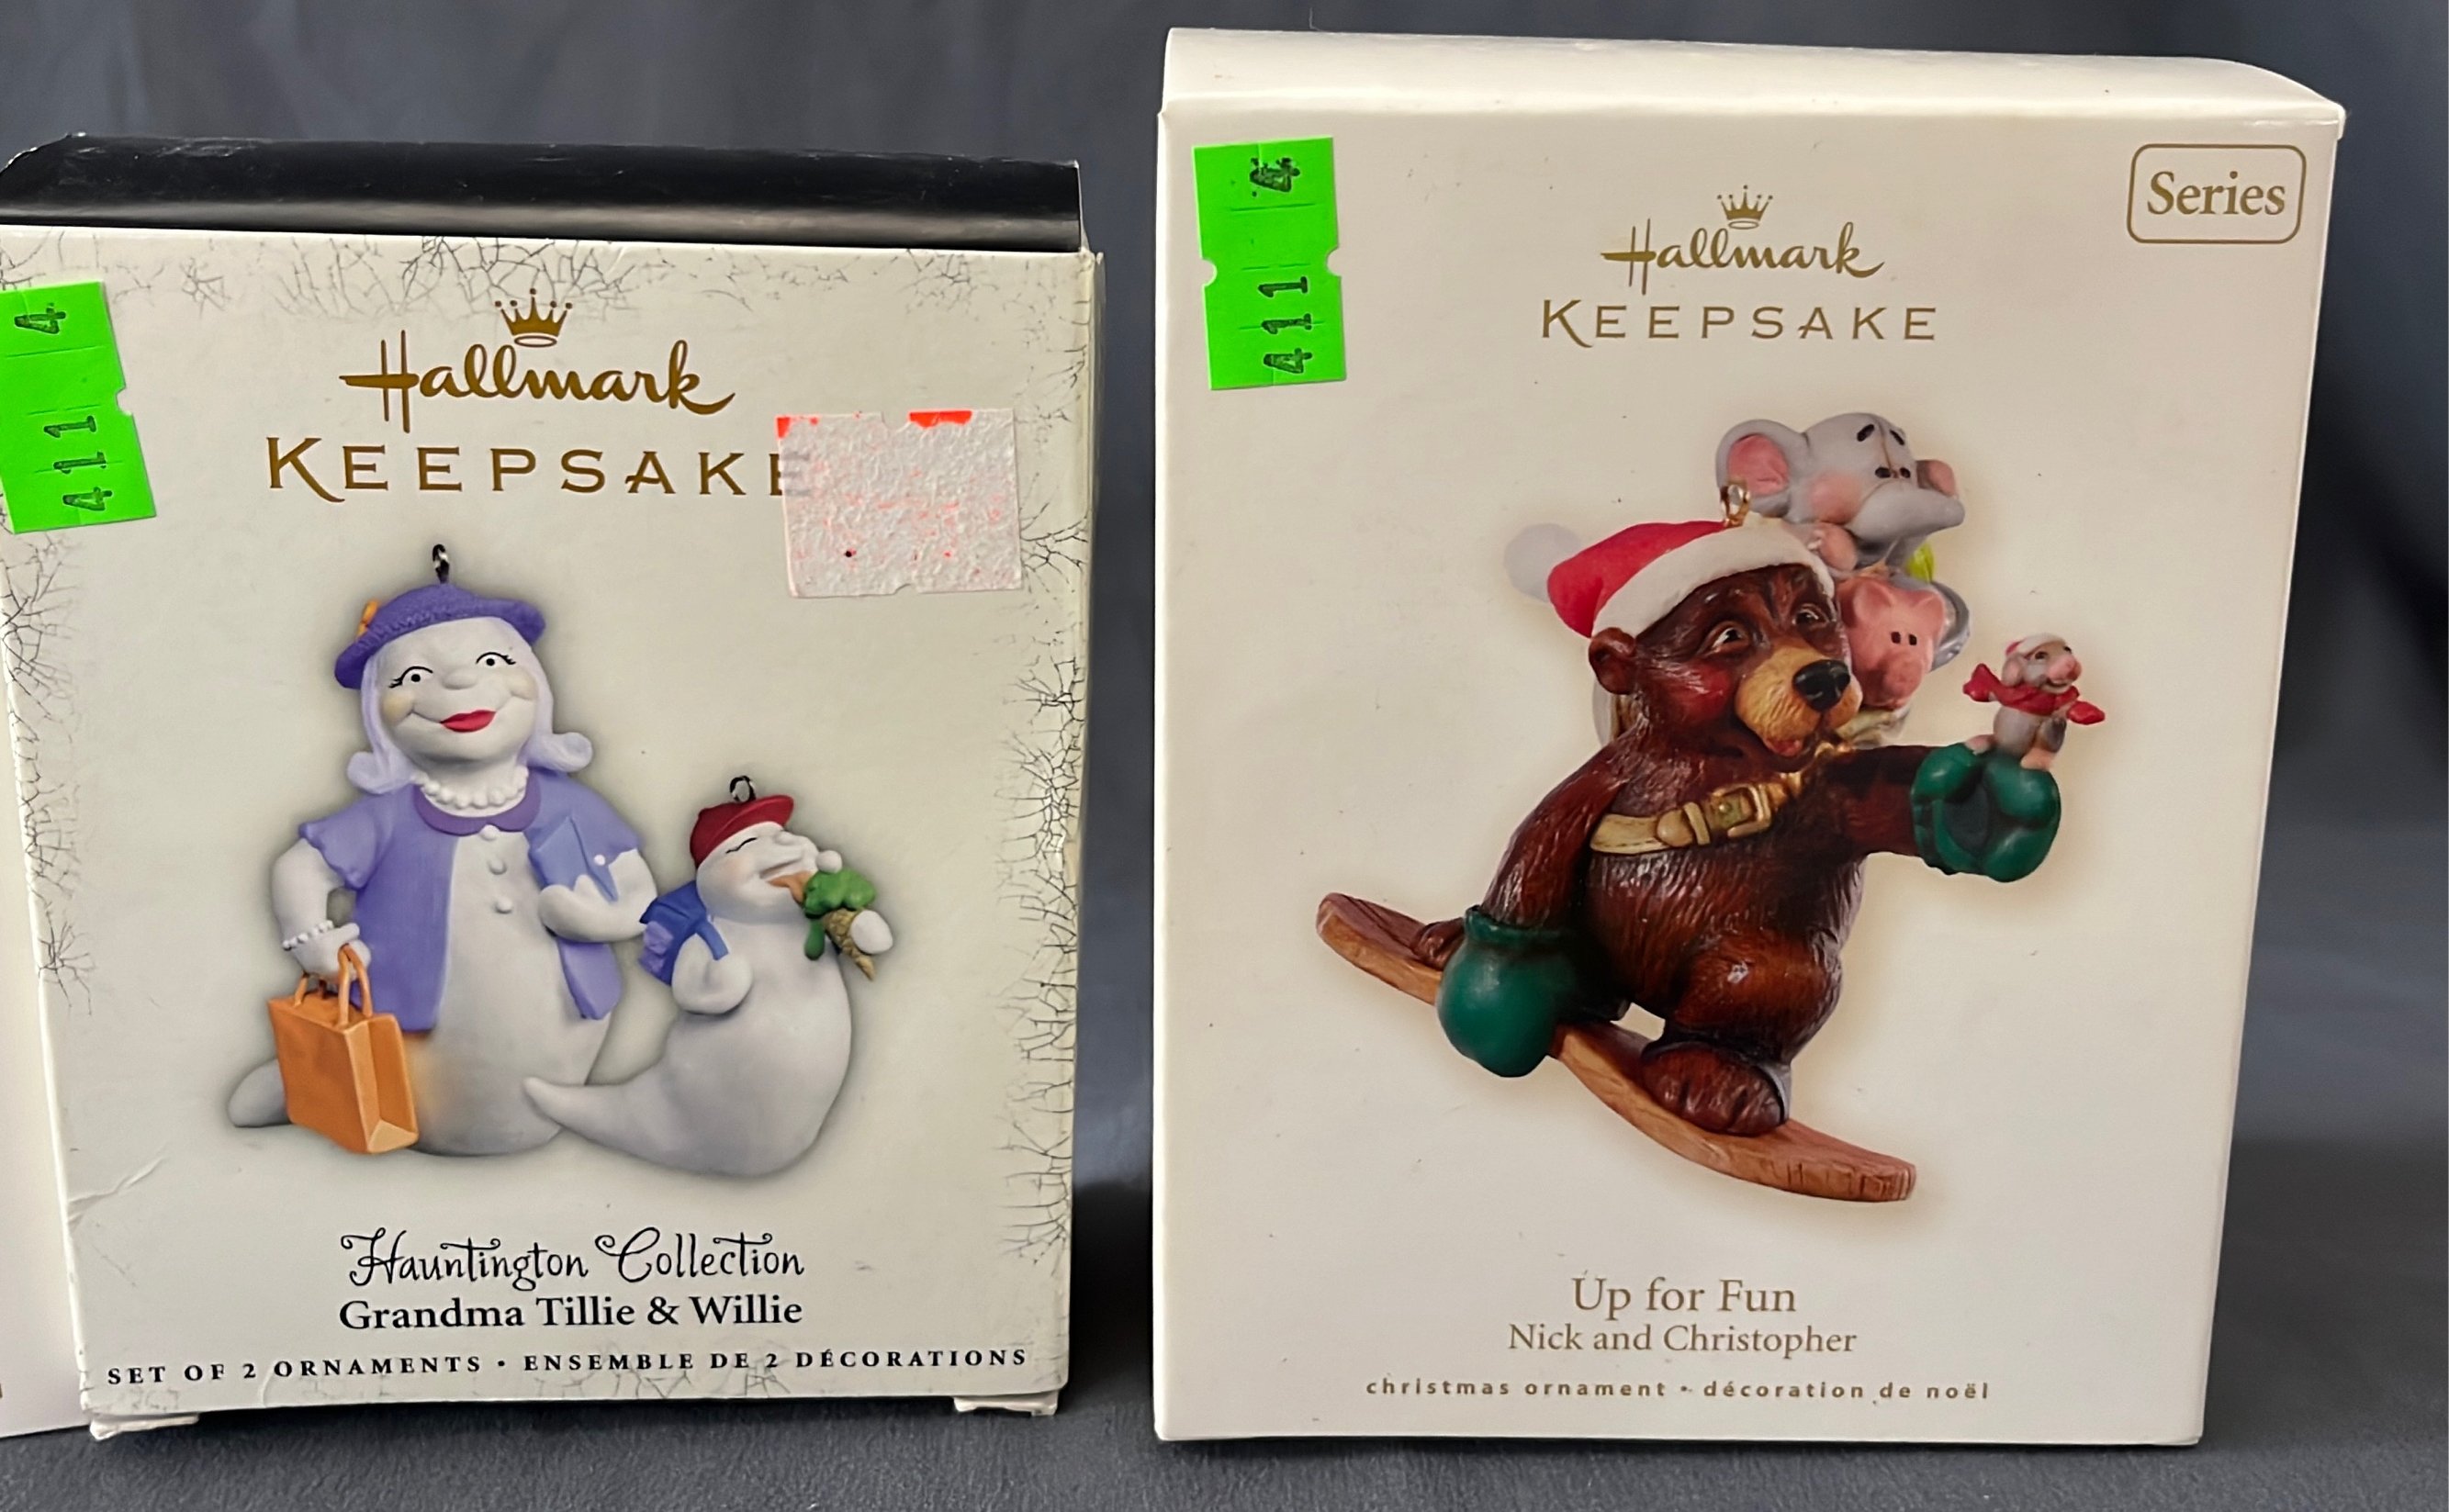 4
411
Hallmark
KEEPSAKE
Hauntington Collection
Grandma Tillie & Willie
SET OF 2 ORNAMENTS • ENSEMBLE DE 2 DÉCORATIONS
4
411
Series
Hallmark
KEEPSAKE
Up for Fun
Nick and Christopher
christmas ornament • décoration de noël